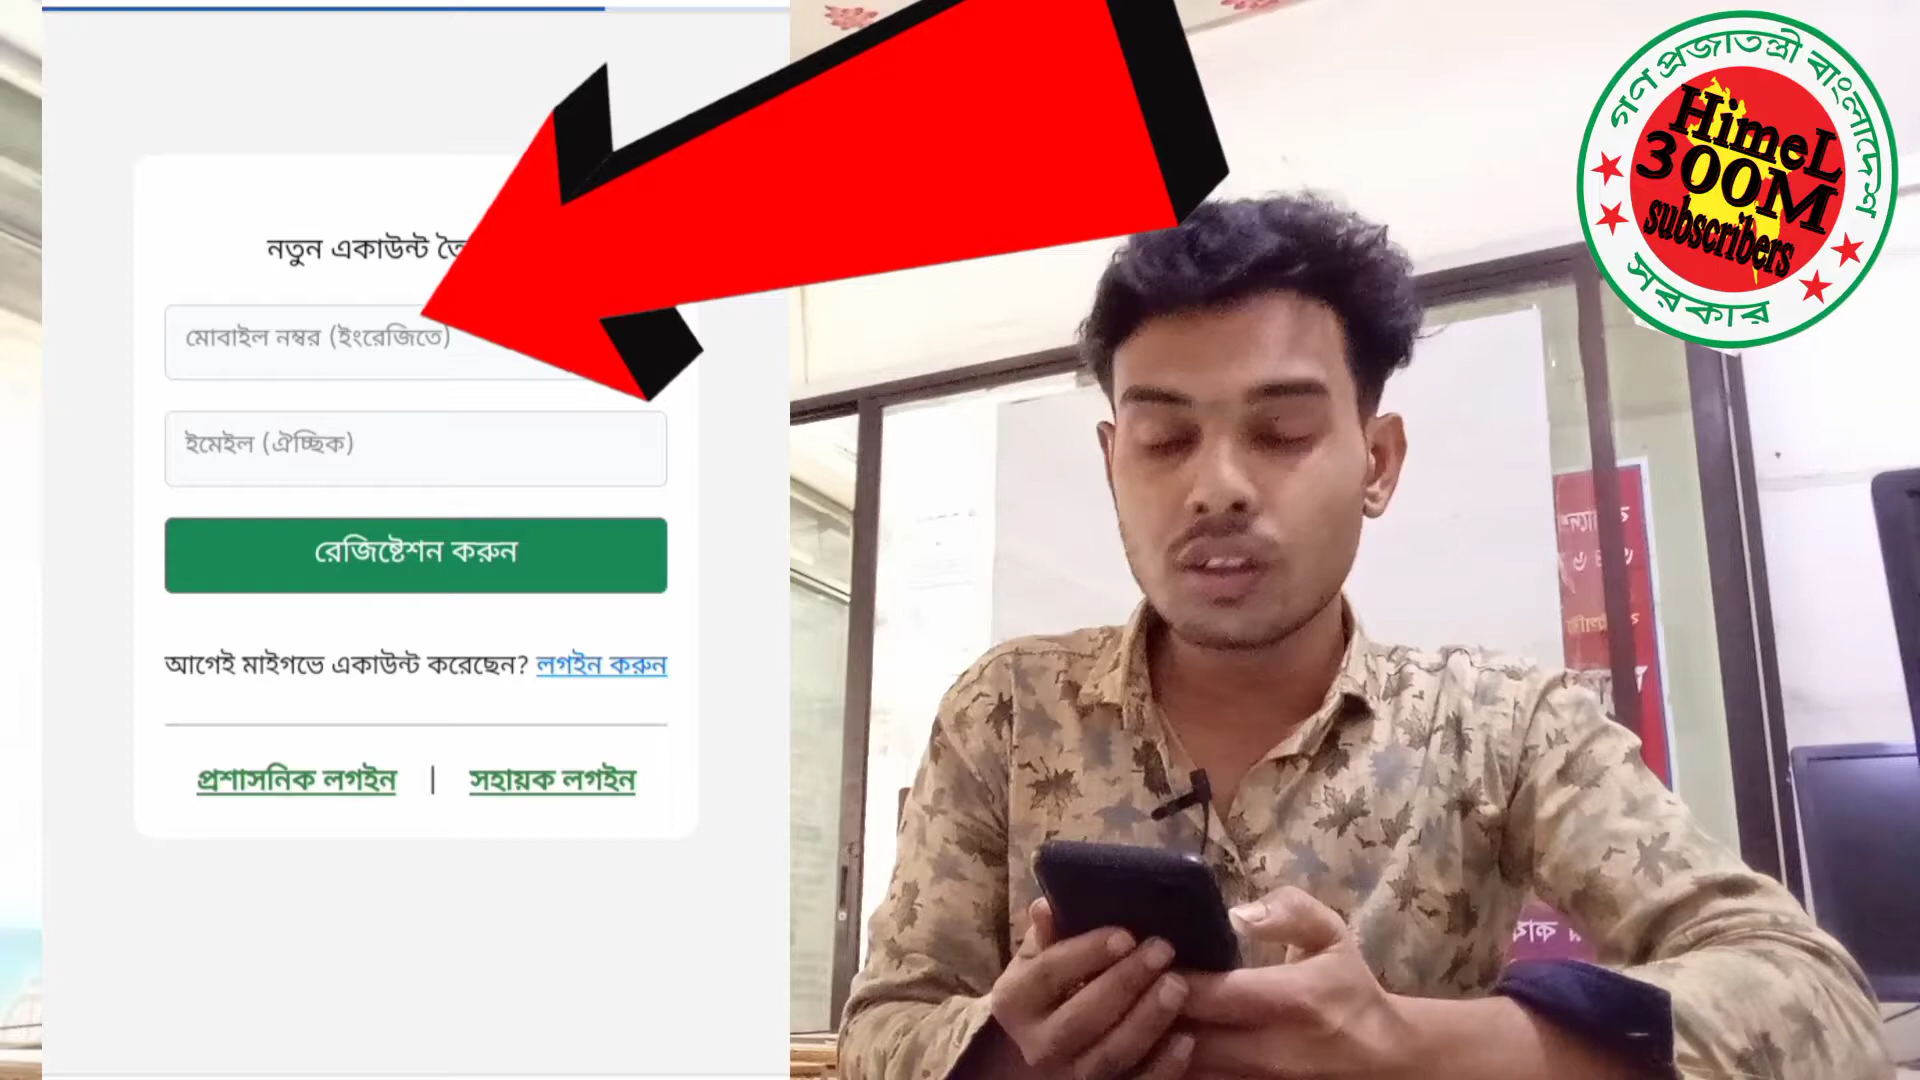 নতুন একাউন্ট তৈ
মোবাইল নম্বর (ইংরেজিতে)
ইমেইল (ঐচ্ছিক)
রেজিষ্টেশন করুন
আগেই মাইগভে একাউন্ট করেছেন? লগইন করুন
প্রশাসনিক লগইন | সহায়ক লগইন
গণ প্রজাতন্ত্রী বাংলাদেশ
HimeL
300M
subscribers
সরকার